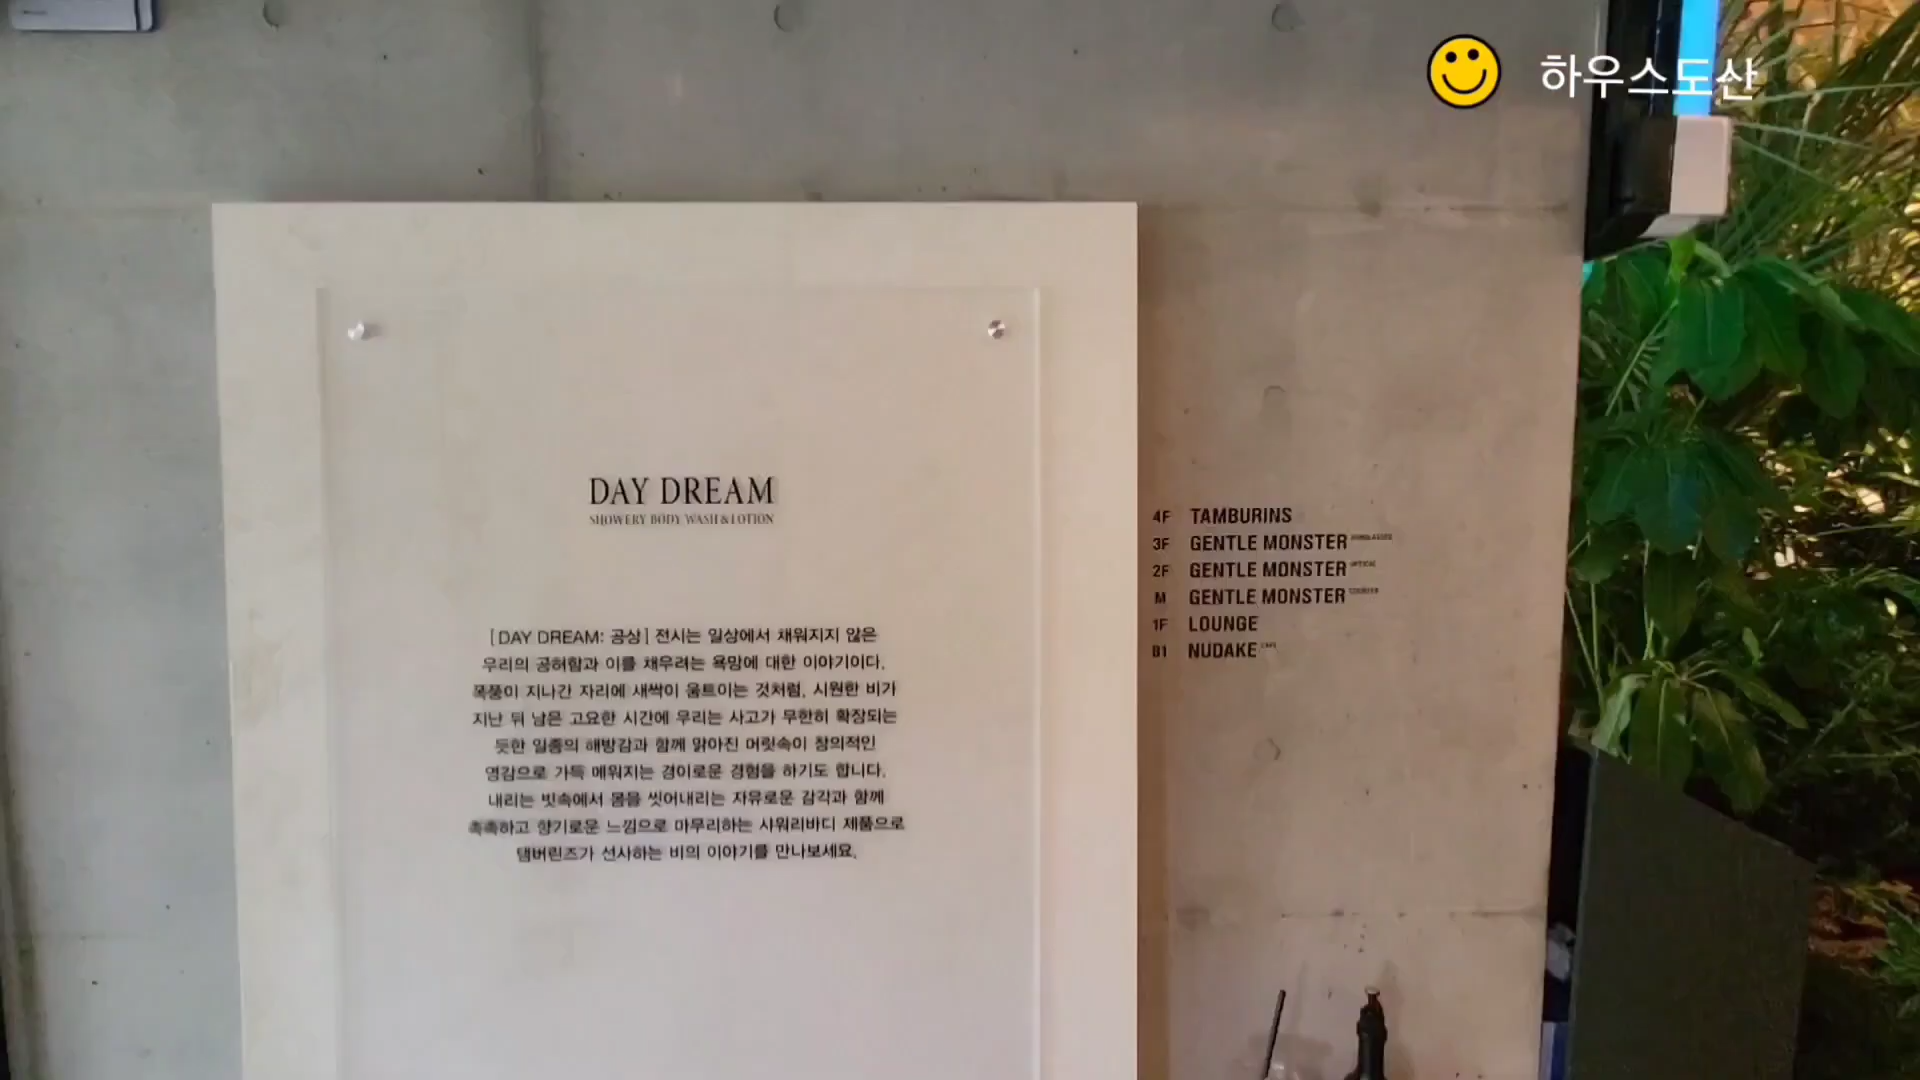 하우스도산
DAY DREAM
SHOWERY BODY WASH & LOTION
[DAY DREAM: 공상] 전시는 일상에서 채워지지 않은
우리의 공허함과 이를 채우려는 욕망에 대한 이야기이다.
폭풍이 지나간 자리에 새싹이 움트이는 것처럼, 시원한 비가
지난 뒤 남은 고요한 시간에 우리는 사고가 무한히 확장되는
듯한 일종의 해방감과 함께 맑아진 머릿속이 창의적인
영감으로 가득 메워지는 경이로운 경험을 하기도 합니다.
내리는 빗속에서 몸을 씻어내리는 자유로운 감각과 함께
촉촉하고 향기로운 느낌으로 마무리하는 샤워리바디 제품으로
탬버린즈가 선사하는 비의 이야기를 만나보세요.
4F TAMBURINS
3F GENTLE MONSTER
2F GENTLE MONSTER OPTICAL
M GENTLE MONSTER
1F LOUNGE
B1 NUDAKE